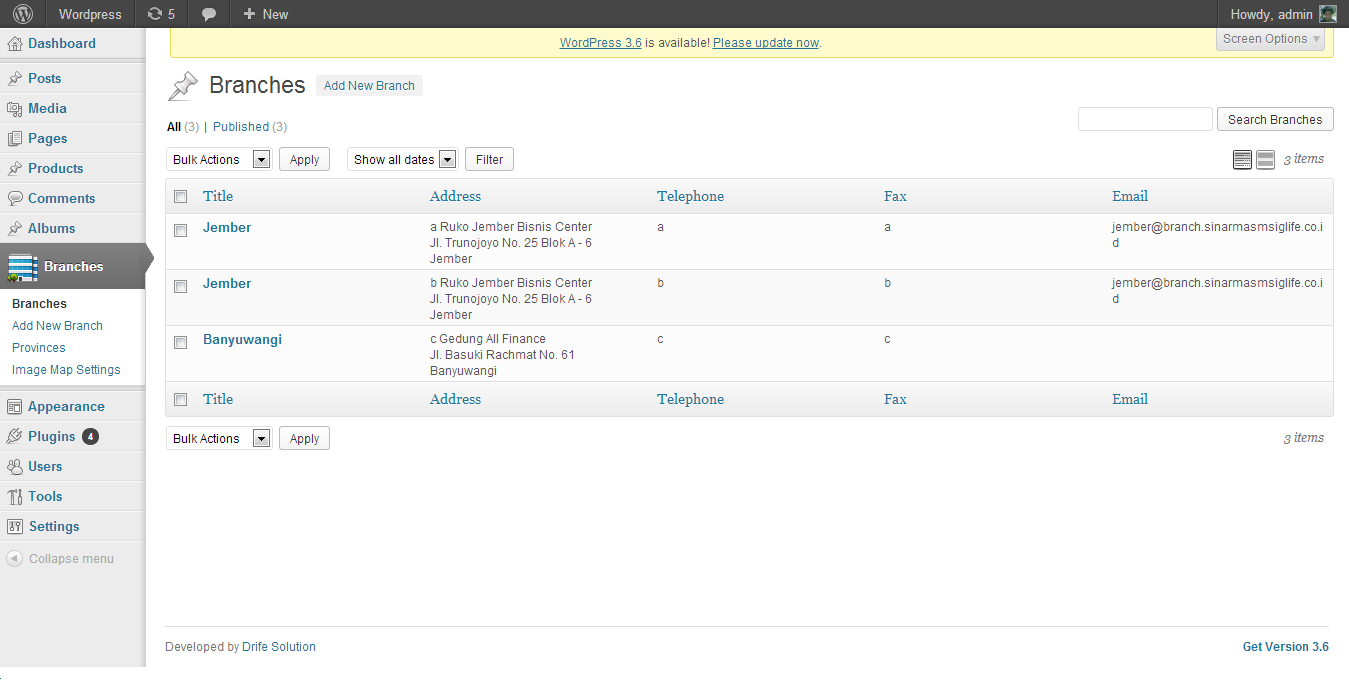 Wordpress 5 New Howdy, admin
WordPress 3.6 is available! Please update now.
Screen Options
Dashboard
Posts
Media
Pages
Products
Comments
Albums
Branches
Branches
Add New Branch
Provinces
Image Map Settings
Appearance
Plugins 4
Users
Tools
Settings
Collapse menu
Branches Add New Branch
All (3) | Published (3)
Search Branches
Bulk Actions Apply Show all dates Filter 3 items
Title Address Telephone Fax Email
Jember a Ruko Jember Bisnis Center a a jember@branch.sinarmasmsiglife.co.i
Jl. Trunojoyo No. 25 Blok A - 6 d
Jember
Jember b Ruko Jember Bisnis Center b b jember@branch.sinarmasmsiglife.co.i
Jl. Trunojoyo No. 25 Blok A - 6 d
Jember
Banyuwangi c Gedung All Finance c c
Jl. Basuki Rachmat No. 61
Banyuwangi
Title Address Telephone Fax Email
Bulk Actions Apply 3 items
Developed by Drife Solution Get Version 3.6